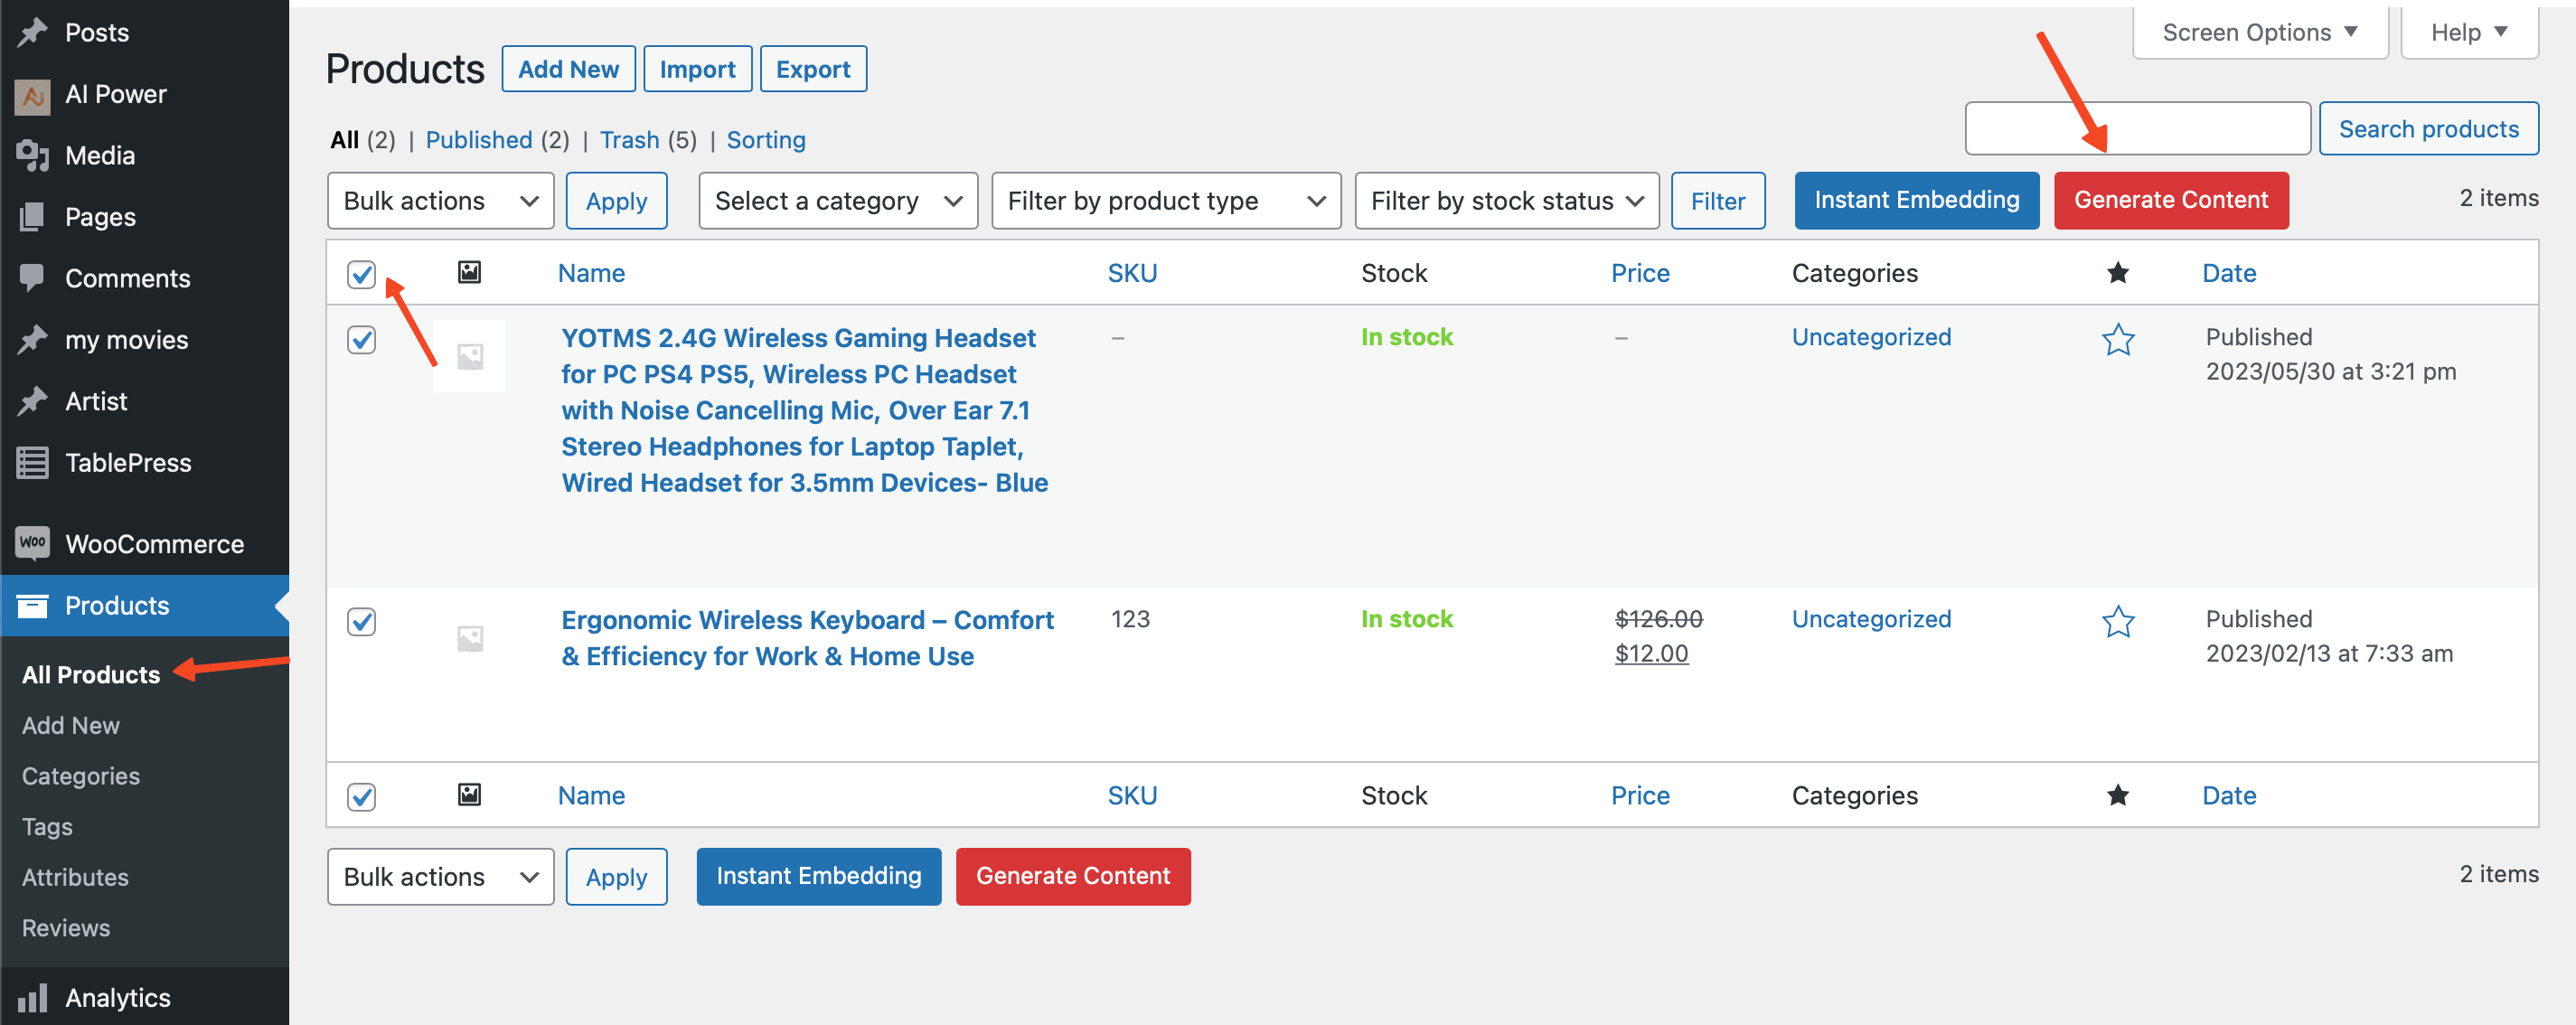 Posts
AI Power
Media
Pages
Comments
my movies
Artist
TablePress
Woo WooCommerce
Products
All Products
Add New
Categories
Tags
Attributes
Reviews
Analytics
Screen Options ▼ Help ▼
Products Add New Import Export
Search products
All (2) | Published (2) | Trash (5) | Sorting
Bulk actions Apply Select a category Filter by product type Filter by stock status Filter Instant Embedding Generate Content 2 items
Name SKU Stock Price Categories ★ Date
YOTMS 2.4G Wireless Gaming Headset
for PC PS4 PS5, Wireless PC Headset
with Noise Cancelling Mic, Over Ear 7.1
Stereo Headphones for Laptop Taplet,
Wired Headset for 3.5mm Devices- Blue
–
In stock
–
Uncategorized
Published
2023/05/30 at 3:21 pm
Ergonomic Wireless Keyboard – Comfort
& Efficiency for Work & Home Use
123
In stock
$126.00
$12.00
Uncategorized
Published
2023/02/13 at 7:33 am
Name SKU Stock Price Categories ★ Date
Bulk actions Apply Instant Embedding Generate Content 2 items